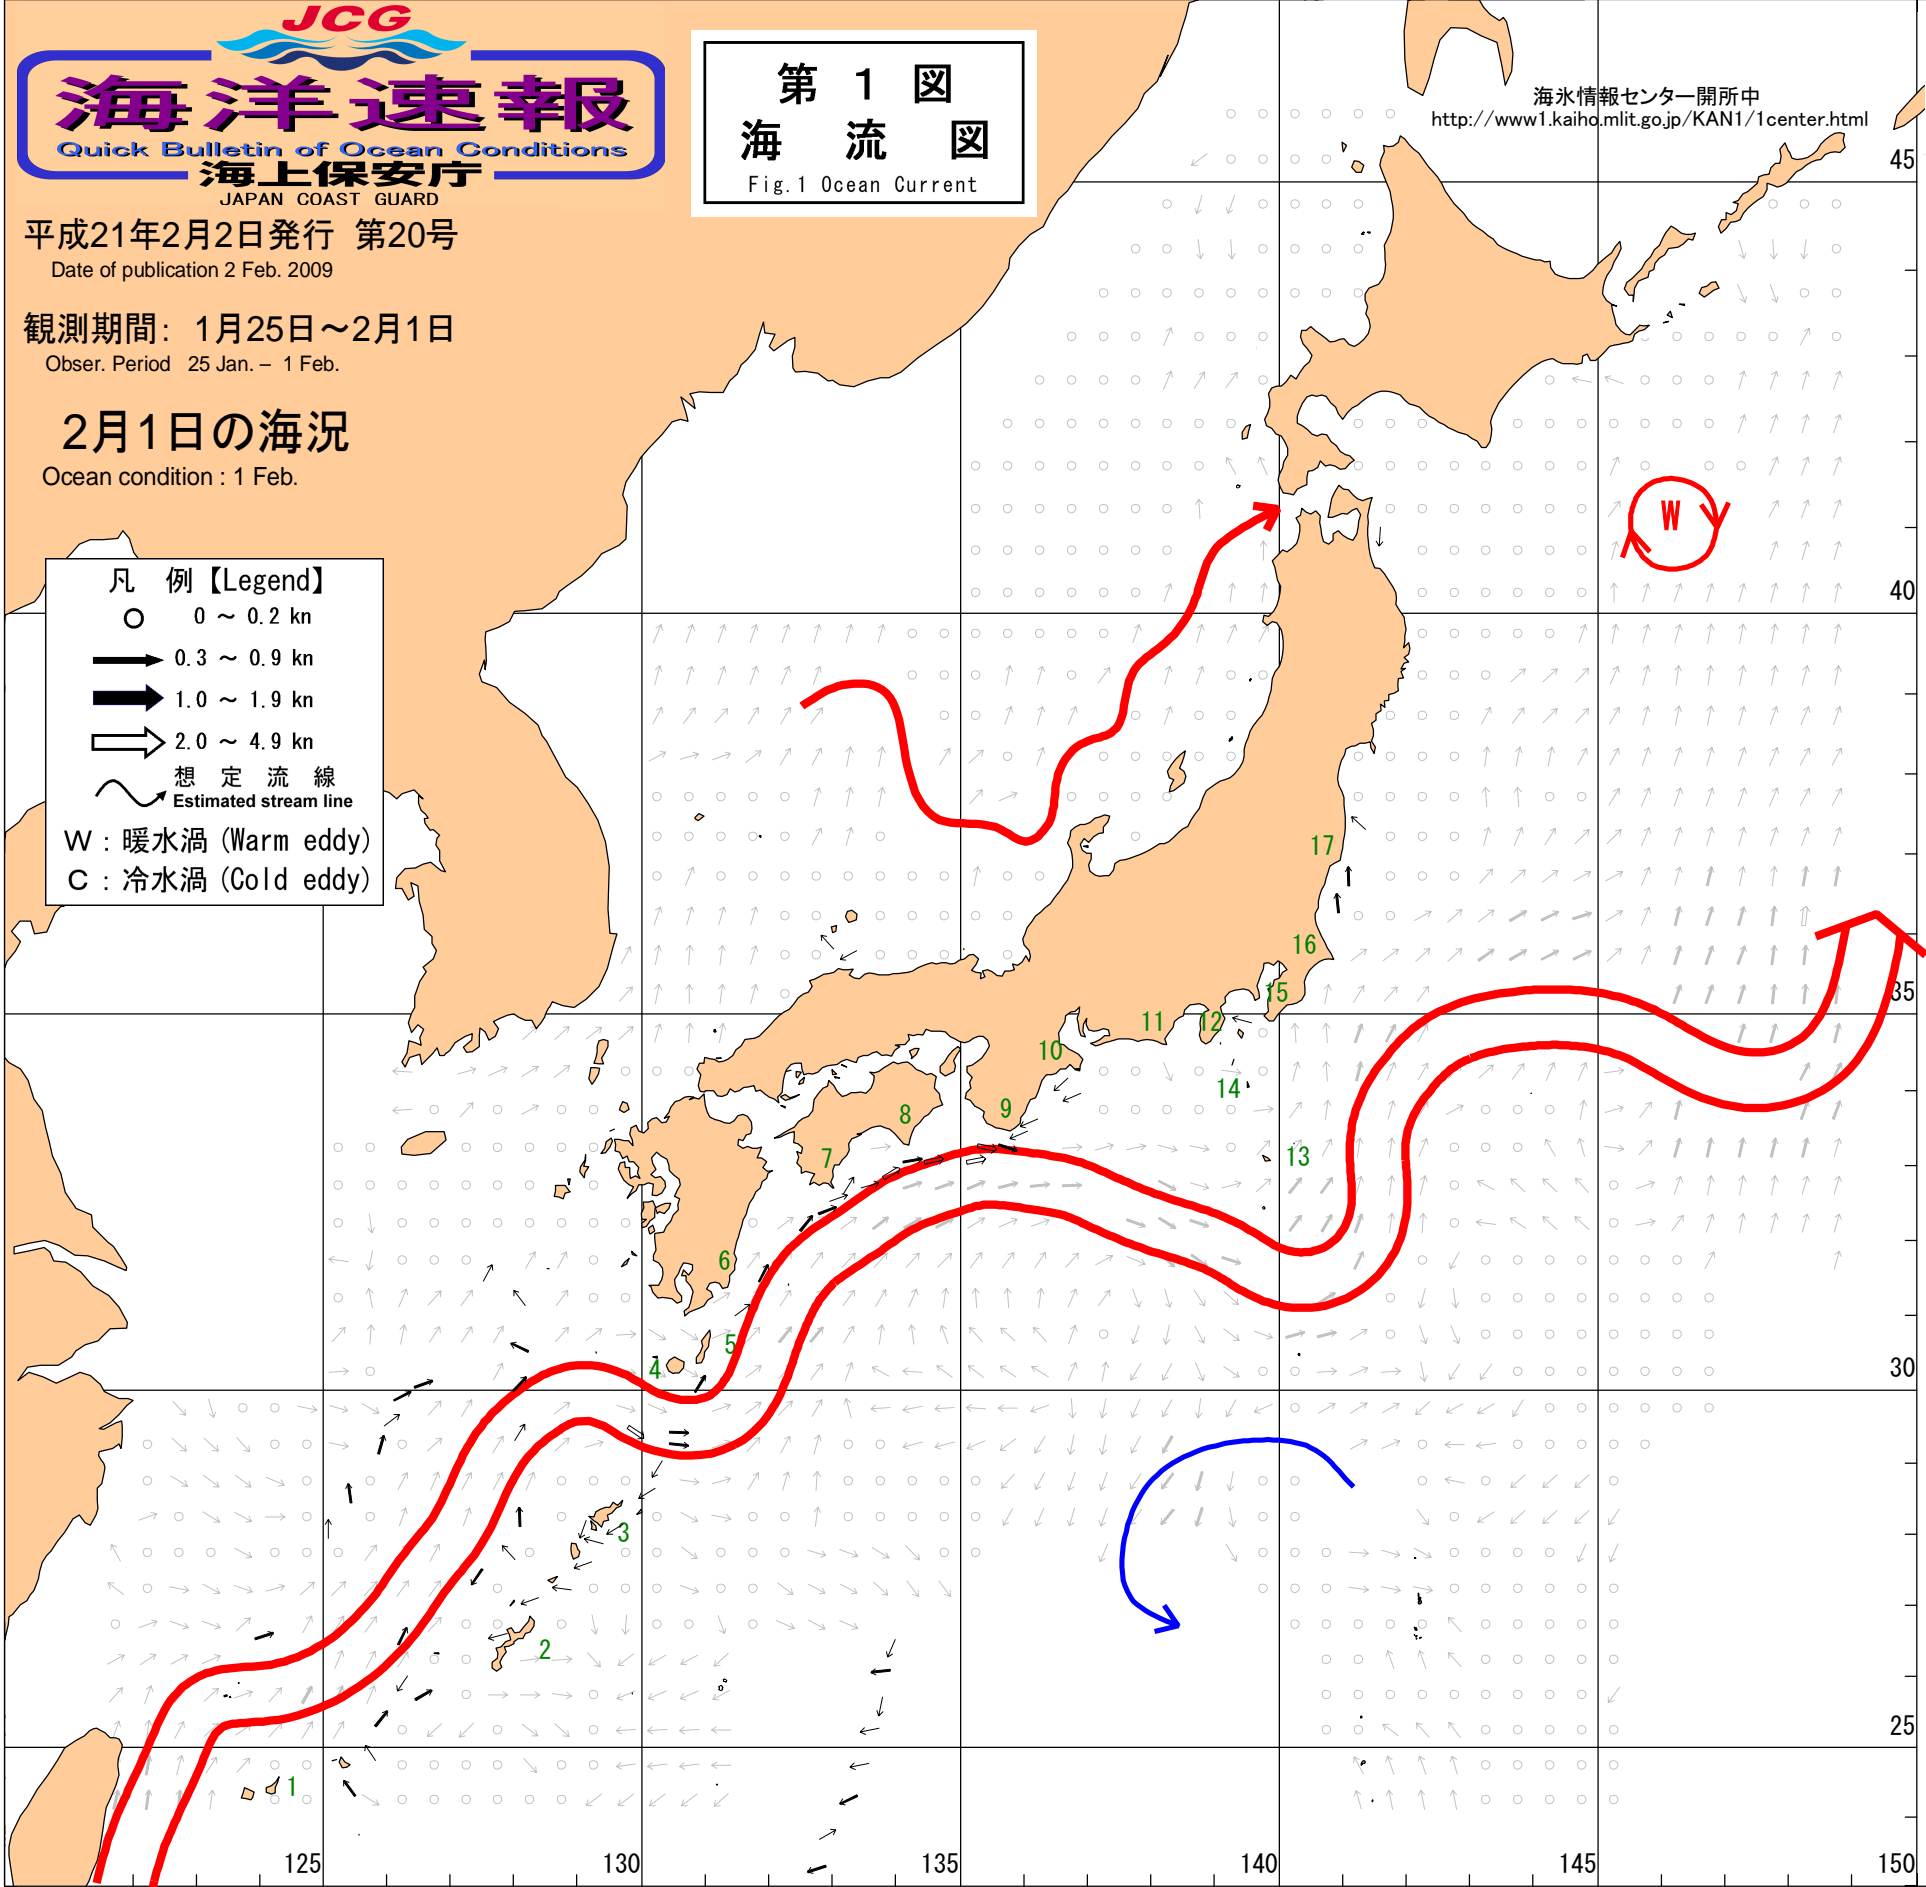 JCG
海洋速報
Quick Bulletin of Ocean Conditions
海上保安庁
JAPAN COAST GUARD
平成21年2月2日発行 第20号
Date of publication 2 Feb. 2009
観測期間: 1月25日～2月1日
Obser. Period 25 Jan. – 1 Feb.
2月1日の海況
Ocean condition : 1 Feb.
第 1 図
海 流 図
Fig.1 Ocean Current
海氷情報センター開所中
http://www1.kaiho.mlit.go.jp/KAN1/1center.html
凡 例【Legend】
0 ～ 0.2 kn
0.3 ～ 0.9 kn
1.0 ～ 1.9 kn
2.0 ～ 4.9 kn
想 定 流 線
Estimated stream line
W : 暖水渦 (Warm eddy)
C : 冷水渦 (Cold eddy)
45
W
40
17
16
35
15
12
11
10
14
9
8
7
13
6
5
4
30
3
2
25
1
125
130
135
140
145
150